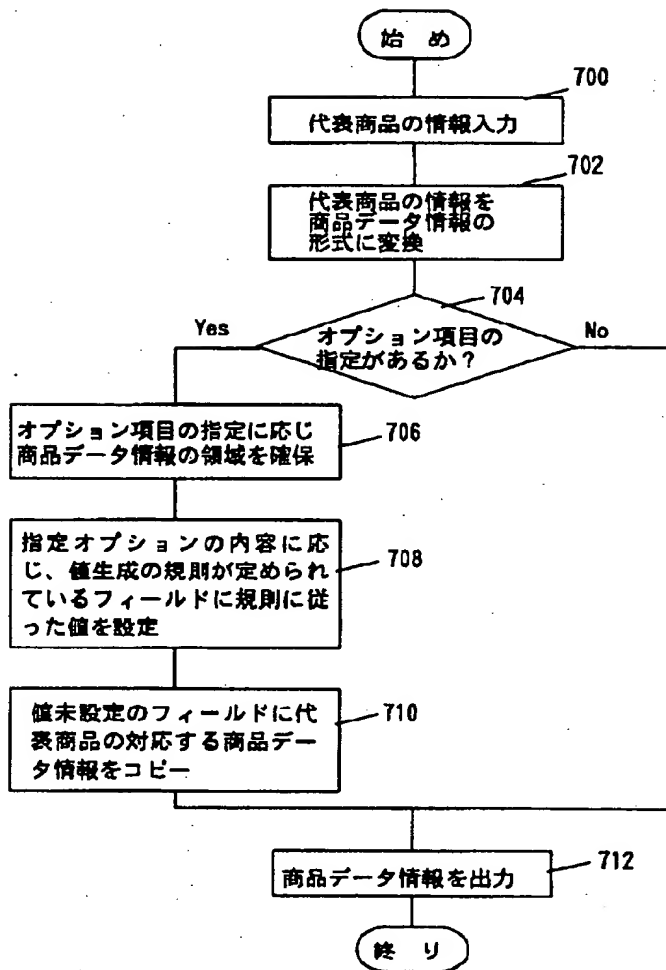 始 め
700
代表商品の情報入力
702
代表商品の情報を
商品データ情報の
形式に変換
704
Yes
オプション項目の
指定があるか？
No
オプション項目の指定に応じ
商品データ情報の領域を確保
706
指定オプションの内容に応
じ、値生成の規則が定められ
ているフィールドに規則に従
った値を設定
708
値未設定のフィールドに代
表商品の対応する商品デー
タ情報をコピー
710
商品データ情報を出力
712
終 り